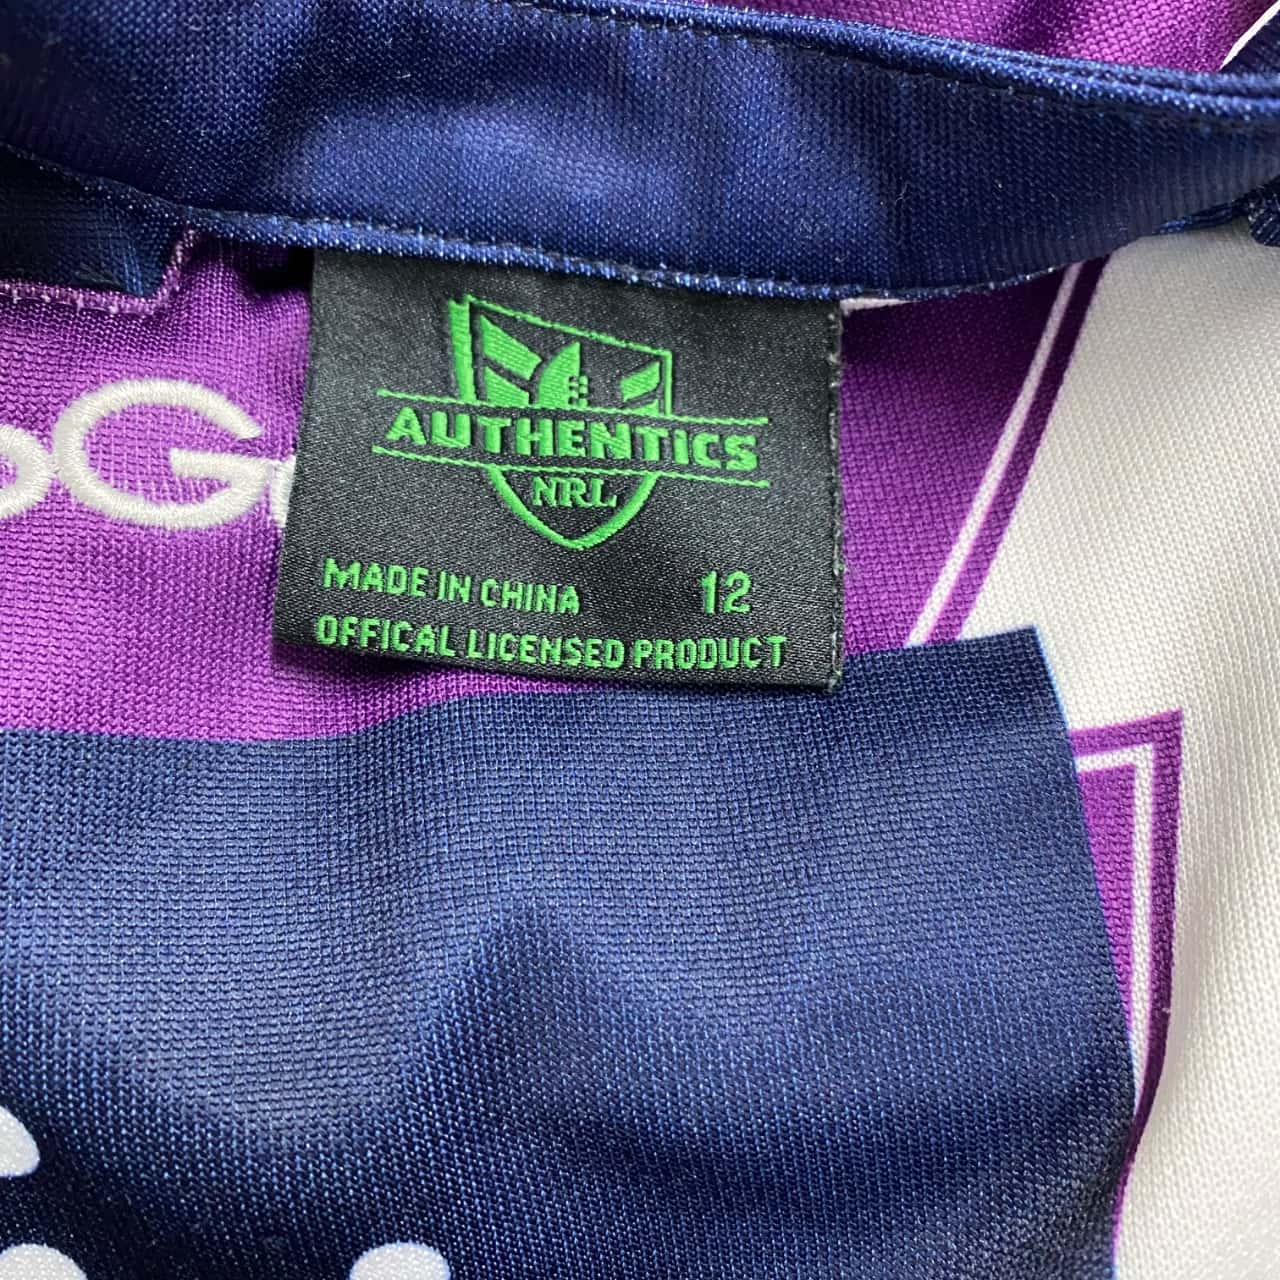 AUTHENTICS
NRL
MADE IN CHINA 12
OFFICAL LICENSED PRODUCT